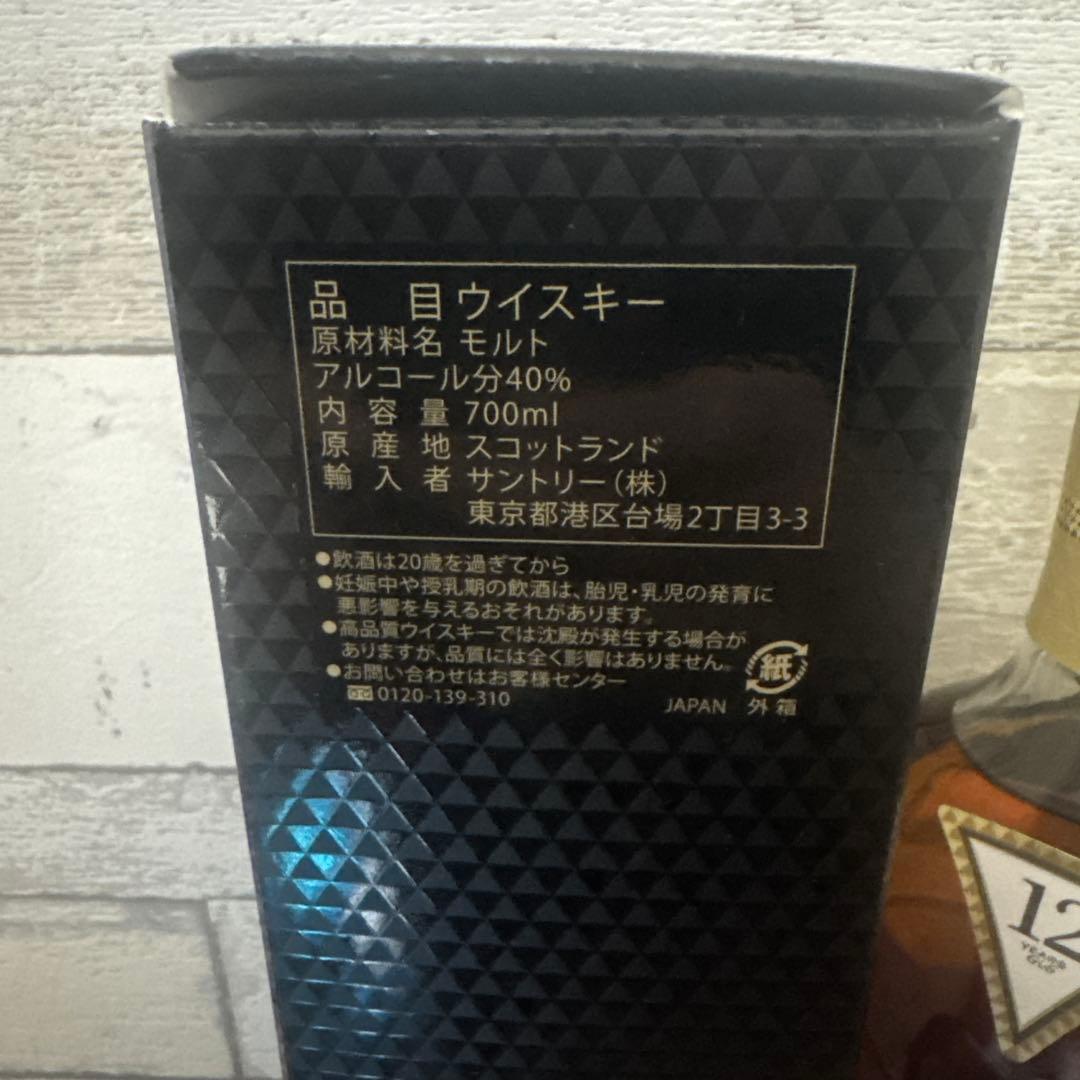 品 目 ウイスキー
原材料名 モルト
アルコール分40%
内容量 700ml
原産地 スコットランド
輸入者 サントリー(株)
東京都港区台場2丁目3-3
●飲酒は20歳を過ぎてから
●妊娠中や授乳期の飲酒は、胎児・乳児の発育に
悪影響を与えるおそれがあります。
●高品質ウイスキーでは沈殿が発生する場合が
ありますが、品質には全く影響はありません。
●お問い合わせはお客様センター
0120-139-310
紙
JAPAN 外箱
12
YEARS
OLD